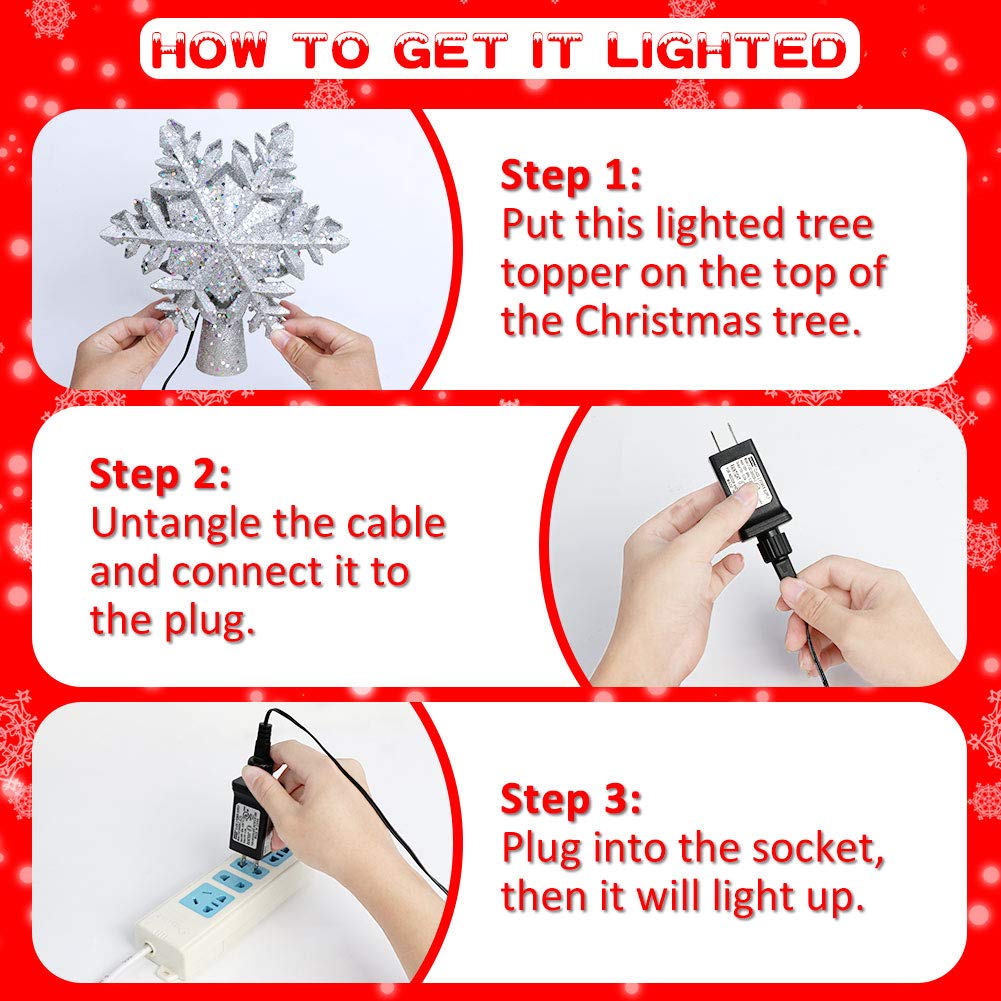 HOW TO GET IT LIGHTED
Step 1:
Put this lighted tree
topper on the top of
the Christmas tree.
Step 2:
Untangle the cable
and connect it to
the plug.
Step 3:
Plug into the socket,
then it will light up.